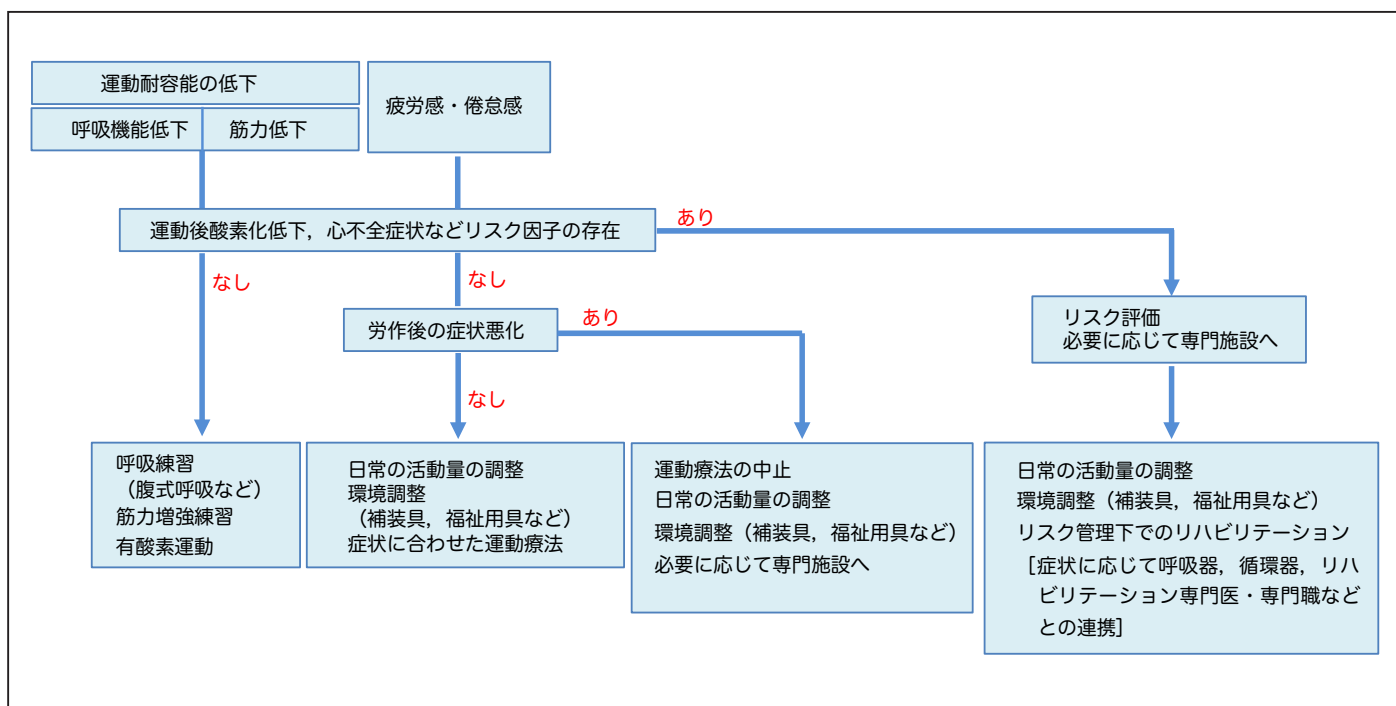 運動耐容能の低下
呼吸機能低下
筋力低下
疲労感・倦怠感
運動後酸素化低下，心不全症状などリスク因子の存在
あり
なし
なし
労作後の症状悪化
あり
リスク評価
必要に応じて専門施設へ
なし
呼吸練習
（腹式呼吸など）
筋力増強練習
有酸素運動
日常の活動量の調整
環境調整
（補装具，福祉用具など）
症状に合わせた運動療法
運動療法の中止
日常の活動量の調整
環境調整（補装具，福祉用具など）
必要に応じて専門施設へ
日常の活動量の調整
環境調整（補装具，福祉用具など）
リスク管理下でのリハビリテーション
［症状に応じて呼吸器，循環器，リハ
ビリテーション専門医・専門職など
との連携］